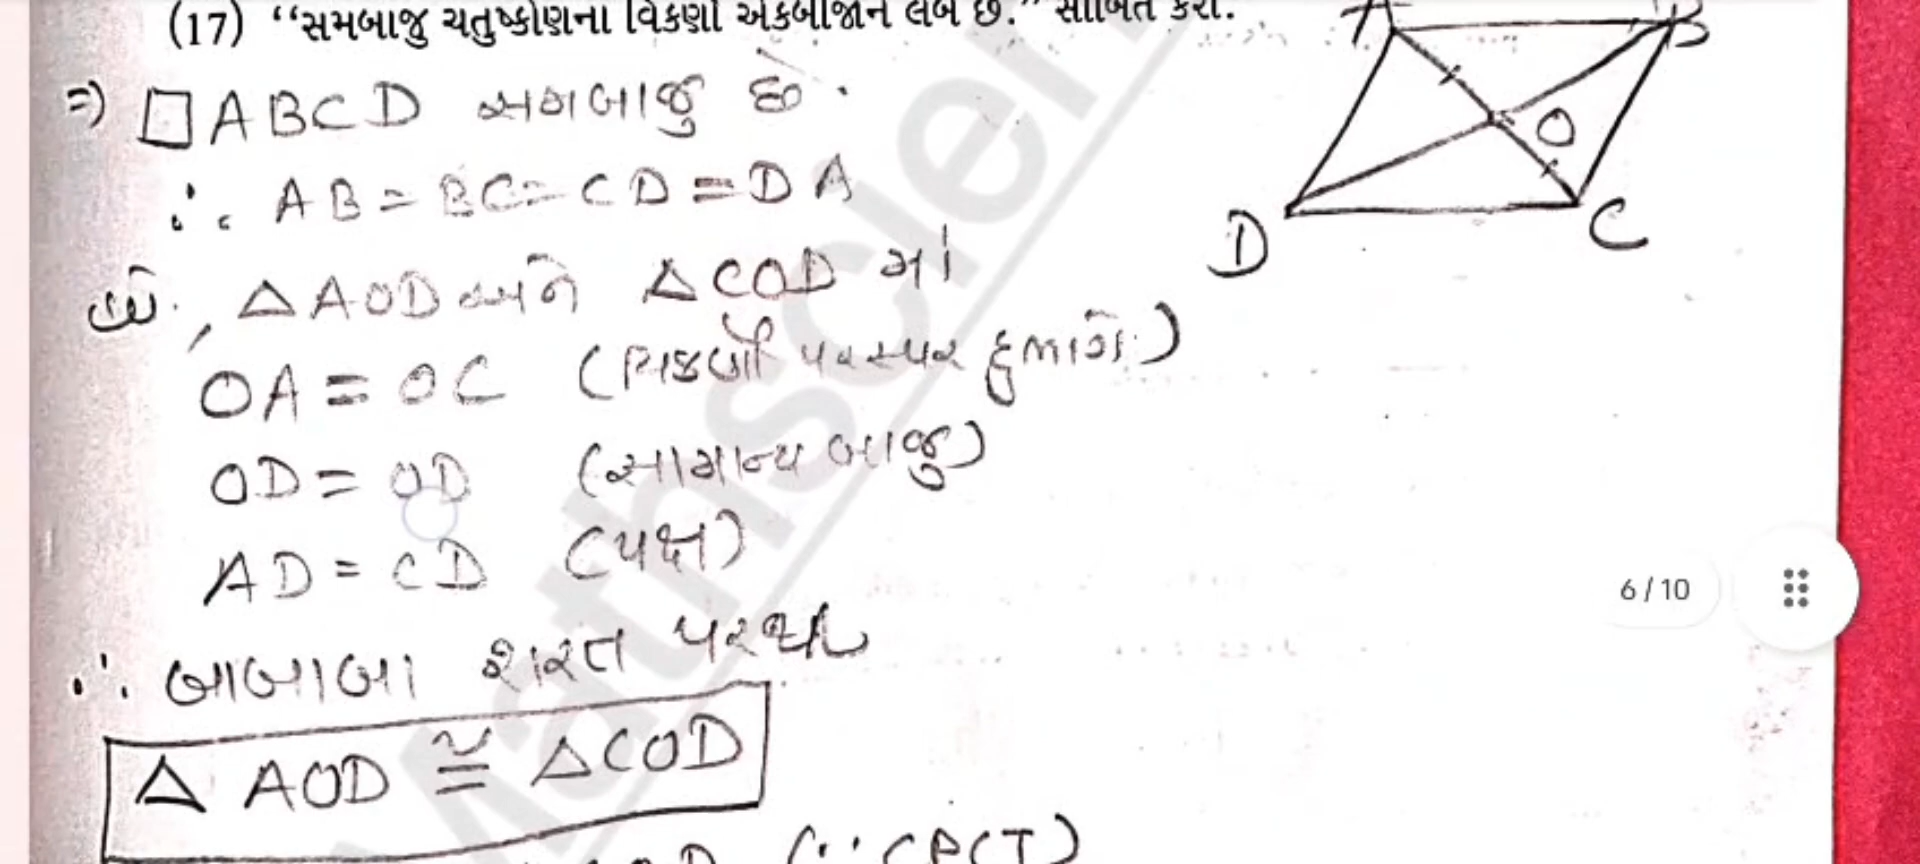 (17) “સમબાજુ ચતુષ્કોણના વિકર્ણો એકબીજાને લંબ છે.” સાબિત કરો.
A B
=) □ABCD સમબાજુ છે.
O
∴ AB = BC = CD = DA
D C
હવે, △AOD અને △COD માં
OA = OC (વિકર્ણો પરસ્પર દુભાગે)
OD = OD (સામાન્ય બાજુ)
AD = CD (પક્ષ)
6 / 10
∴ બાબાબા શરત પરથી
△ AOD ≅ △COD
(∵ CPCT)
Mathscien